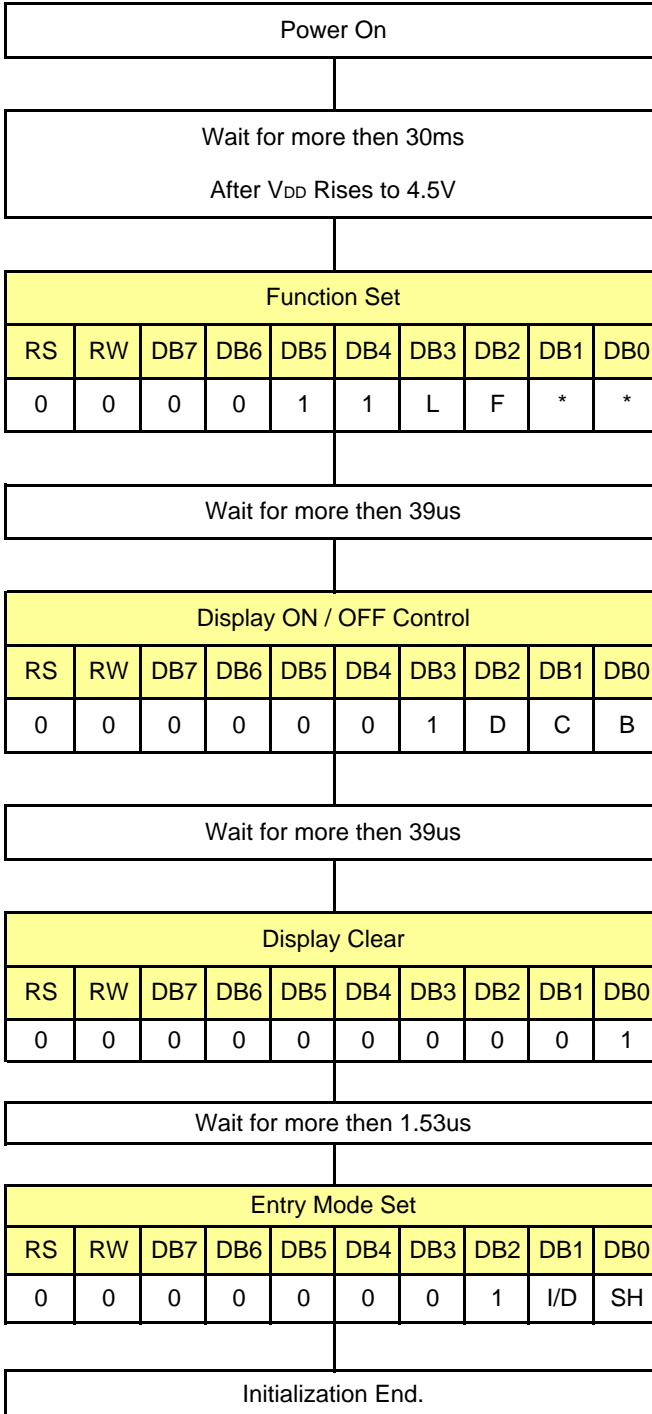 Power On
Wait for more then 30ms
After VDD Rises to 4.5V
Function Set
RS RW DB7 DB6 DB5 DB4 DB3 DB2 DB1 DB0
0 0 0 0 1 1 L F * *
Wait for more then 39us
Display ON / OFF Control
RS RW DB7 DB6 DB5 DB4 DB3 DB2 DB1 DB0
0 0 0 0 0 0 1 D C B
Wait for more then 39us
Display Clear
RS RW DB7 DB6 DB5 DB4 DB3 DB2 DB1 DB0
0 0 0 0 0 0 0 0 0 1
Wait for more then 1.53us
Entry Mode Set
RS RW DB7 DB6 DB5 DB4 DB3 DB2 DB1 DB0
0 0 0 0 0 0 0 1 I/D SH
Initialization End.